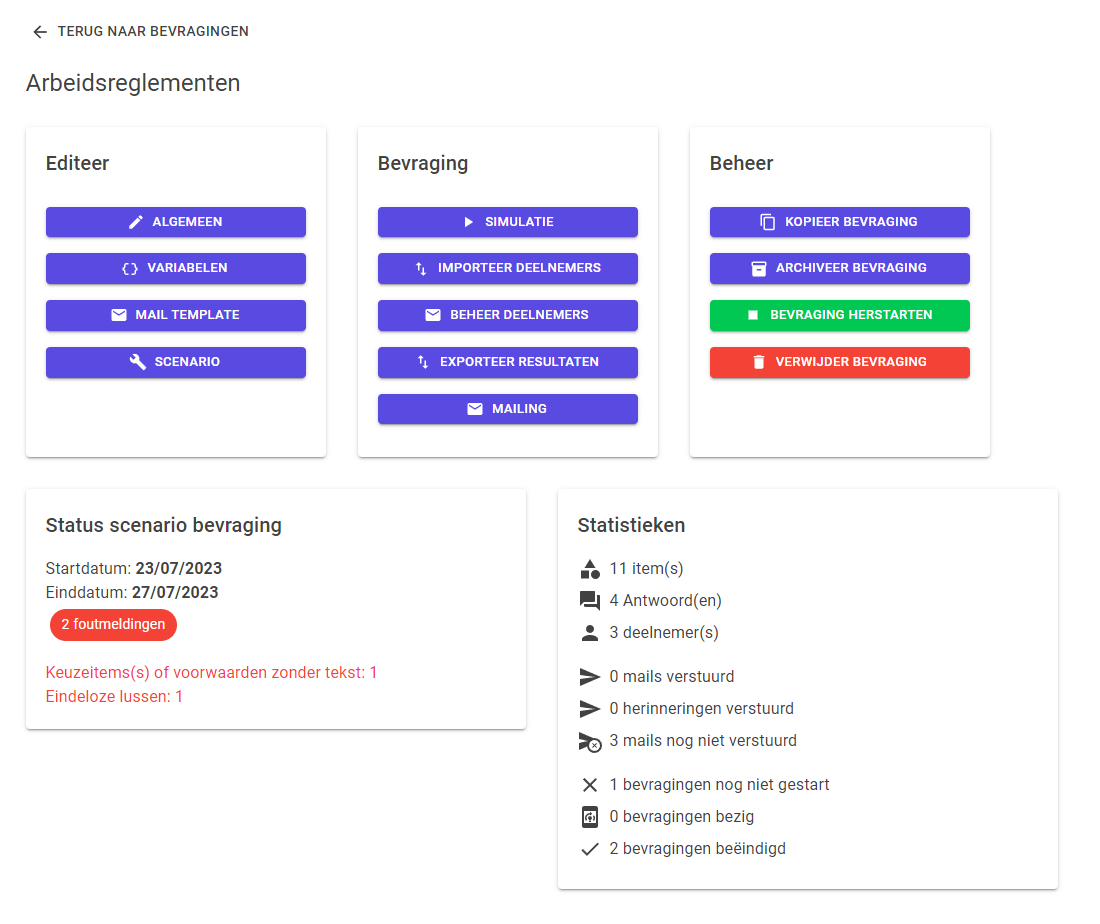 TERUG NAAR BEVRAGINGEN
Arbeidsreglementen
Editeer
ALGEMEEN
VARIABELEN
MAIL TEMPLATE
SCENARIO
Bevraging
SIMULATIE
IMPORTEER DEELNEMERS
BEHEER DEELNEMERS
EXPORTEER RESULTATEN
MAILING
Beheer
KOPIEER BEVRAGING
ARCHIVEER BEVRAGING
BEVRAGING HERSTARTEN
VERWIJDER BEVRAGING
Status scenario bevraging
Startdatum: 23/07/2023
Einddatum: 27/07/2023
2 foutmeldingen
Keuzeitems(s) of voorwaarden zonder tekst: 1
Eindeloze lussen: 1
Statistieken
11 item(s)
4 Antwoord(en)
3 deelnemer(s)
0 mails verstuurd
0 herinneringen verstuurd
3 mails nog niet verstuurd
1 bevragingen nog niet gestart
0 bevragingen bezig
2 bevragingen beëindigd